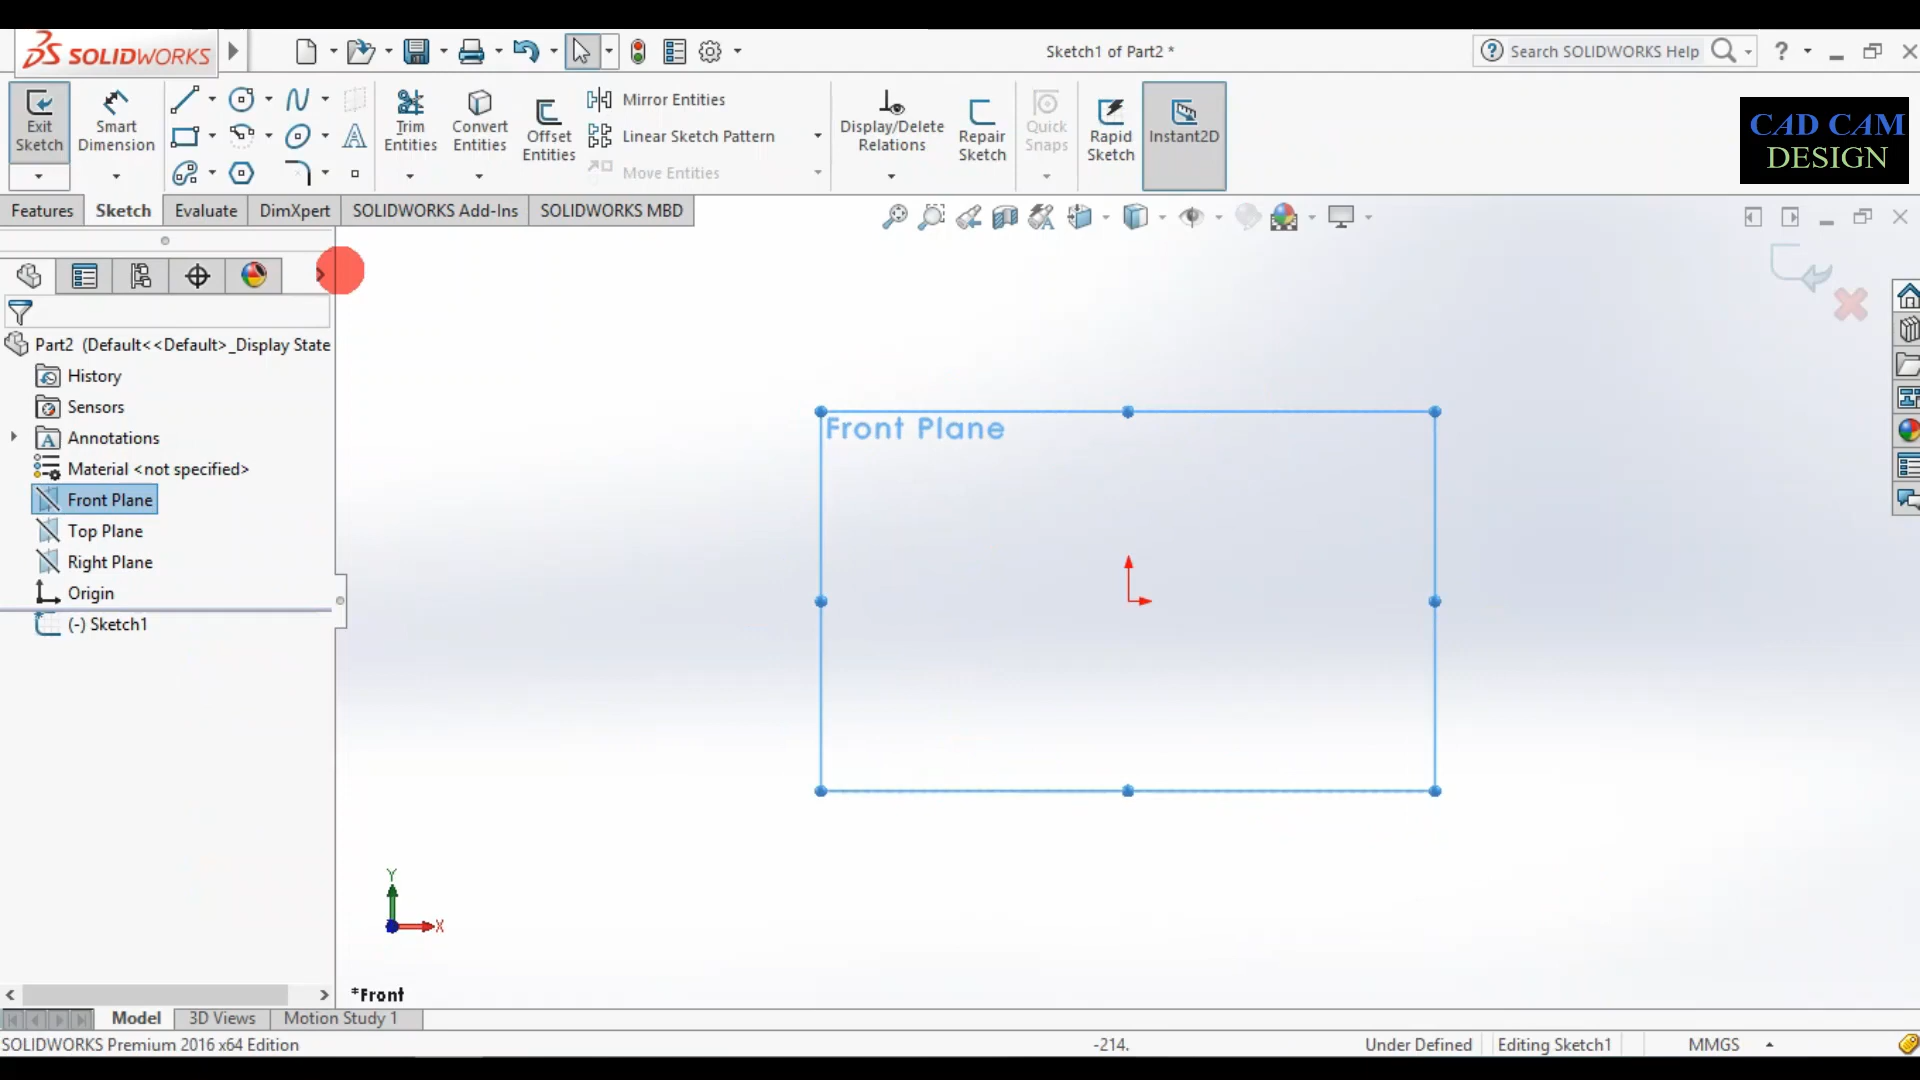 SOLIDWORKS
Sketch1 of Part2 *
Search SOLIDWORKS Help
?
Exit Sketch
Smart Dimension
Trim Entities
Convert Entities
Offset Entities
Mirror Entities
Linear Sketch Pattern
Move Entities
Display/Delete Relations
Repair Sketch
Quick Snaps
Rapid Sketch
Instant2D
CAD CAM
DESIGN
Features
Sketch
Evaluate
DimXpert
SOLIDWORKS Add-Ins
SOLIDWORKS MBD
Part2 (Default<<Default>_Display State
History
Sensors
Annotations
Material <not specified>
Front Plane
Top Plane
Right Plane
Origin
(-) Sketch1
Front Plane
Y
X
*Front
Model
3D Views
Motion Study 1
SOLIDWORKS Premium 2016 x64 Edition
-214.
Under Defined
Editing Sketch1
MMGS